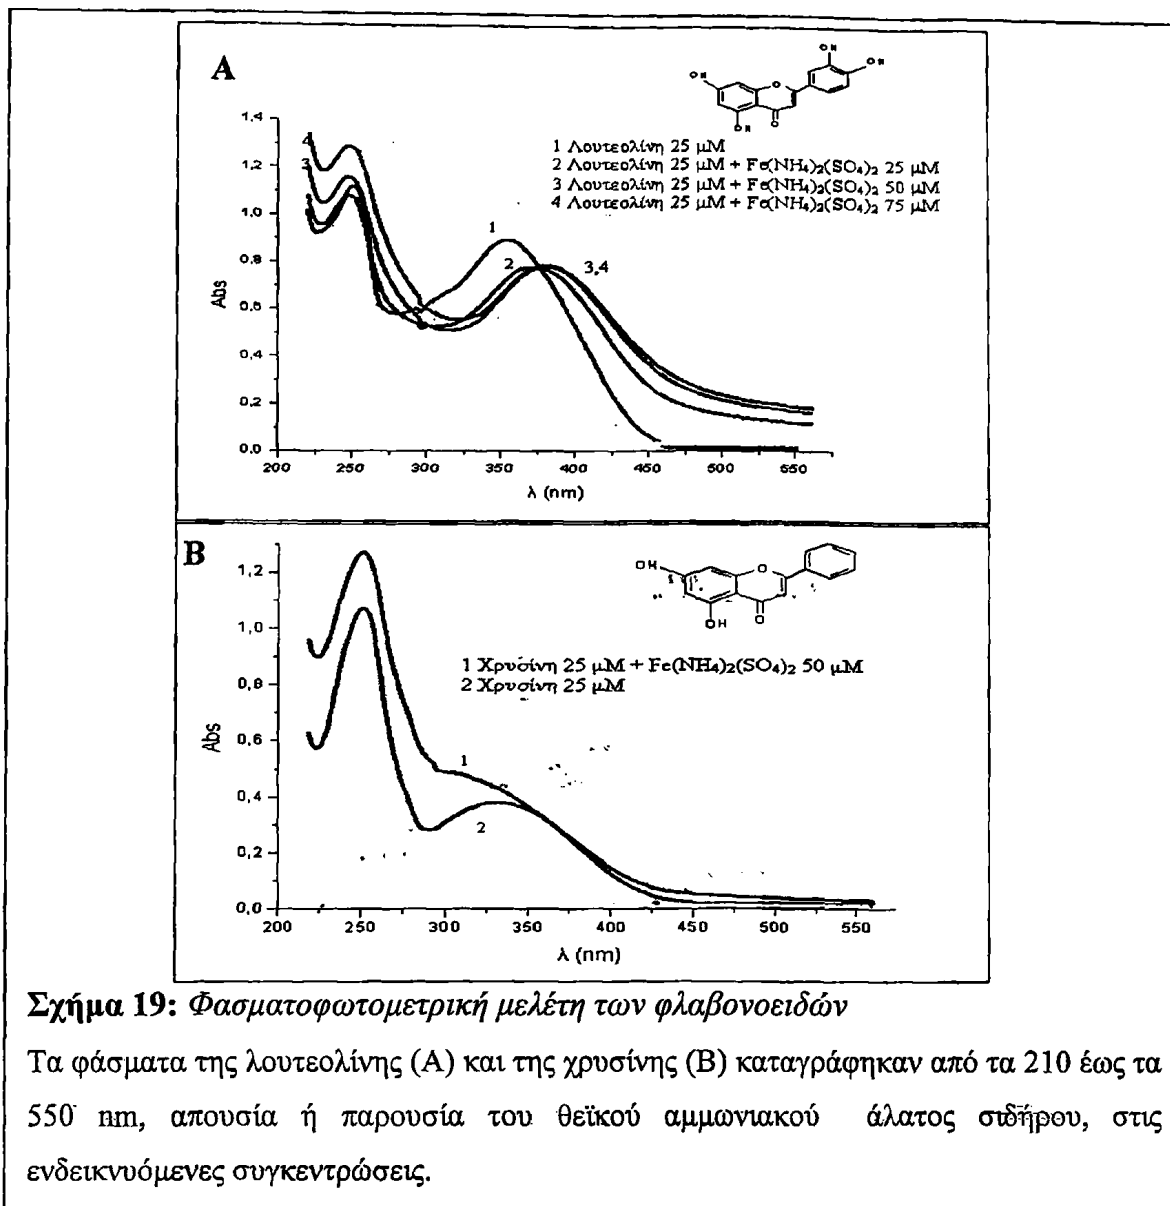 A
OH
OH
OH
O
OH
O
1 Λουτεολίνη 25 μM
2 Λουτεολίνη 25 μM + Fe(NH₄)₂(SO₄)₂ 25 μM
3 Λουτεολίνη 25 μM + Fe(NH₄)₂(SO₄)₂ 50 μM
4 Λουτεολίνη 25 μM + Fe(NH₄)₂(SO₄)₂ 75 μM
1,4
1,2
1,0
0,8
0,6
0,4
0,2
0,0
Abs
4
3
1
2
3,4
200 250 300 350 400 450 500 550
λ (nm)
B
OH
O
OH
O
1 Χρυσίνη 25 μM + Fe(NH₄)₂(SO₄)₂ 50 μM
2 Χρυσίνη 25 μM
1,2
1,0
0,8
0,6
0,4
0,2
0,0
Abs
1
2
200 250 300 350 400 450 500 550
λ (nm)
Σχήμα 19: Φασματοφωτομετρική μελέτη των φλαβονοειδών
Τα φάσματα της λουτεολίνης (Α) και της χρυσίνης (Β) καταγράφηκαν από τα 210 έως τα
550 nm, απουσία ή παρουσία του θεϊκού αμμωνιακού άλατος σιδήρου, στις
ενδεικνυόμενες συγκεντρώσεις.